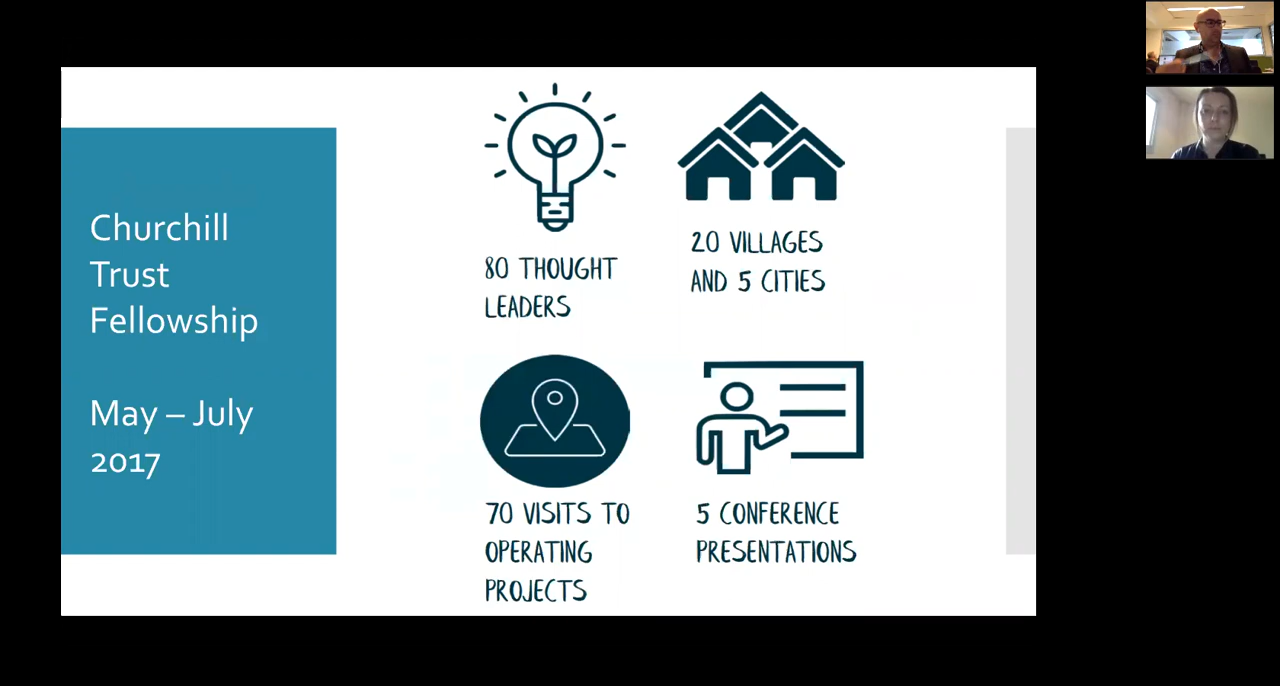 Churchill
Trust
Fellowship
May – July
2017
80 THOUGHT
LEADERS
20 VILLAGES
AND 5 CITIES
70 VISITS TO
OPERATING
PROJECTS
5 CONFERENCE
PRESENTATIONS